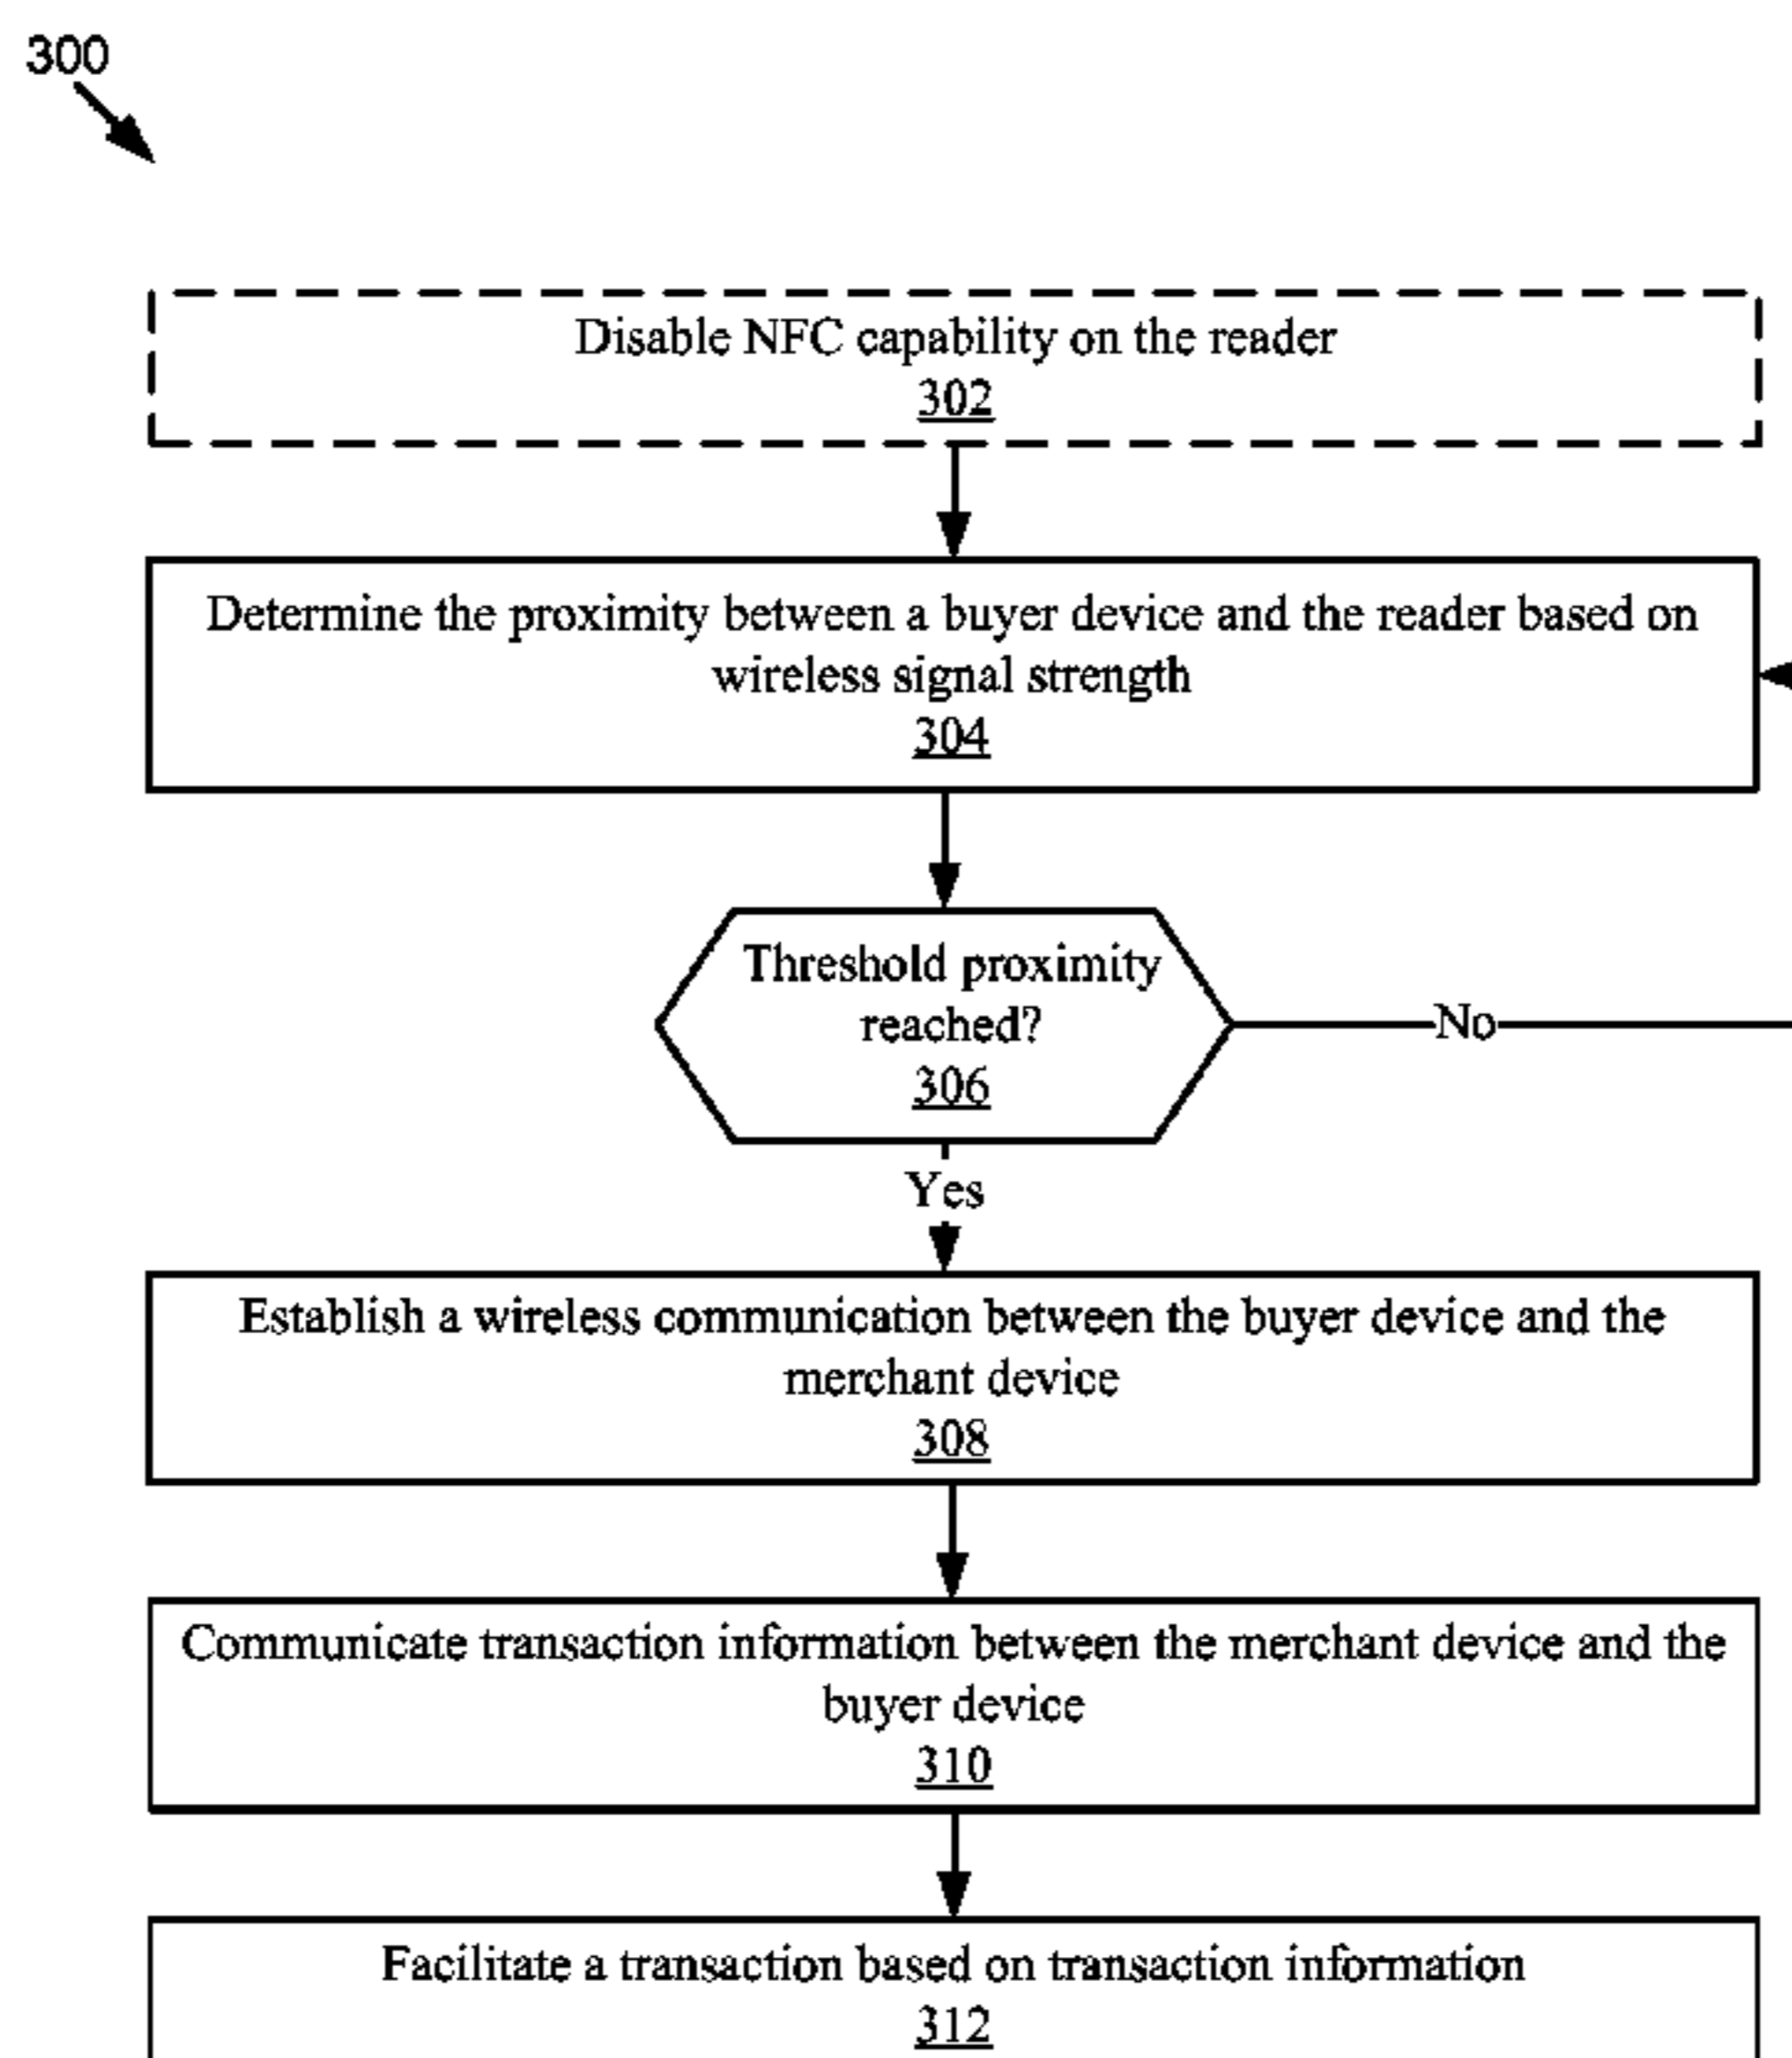 300
Disable NFC capability on the reader
302
Determine the proximity between a buyer device and the reader based on
wireless signal strength
304
Threshold proximity
reached?
306
No
Yes
Establish a wireless communication between the buyer device and the
merchant device
308
Communicate transaction information between the merchant device and the
buyer device
310
Facilitate a transaction based on transaction information
312